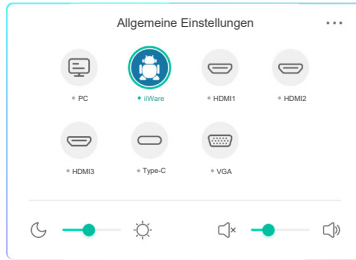 Allgemeine Einstellungen
PC
iiWare
HDMI1
HDMI2
HDMI3
Type-C
VGA